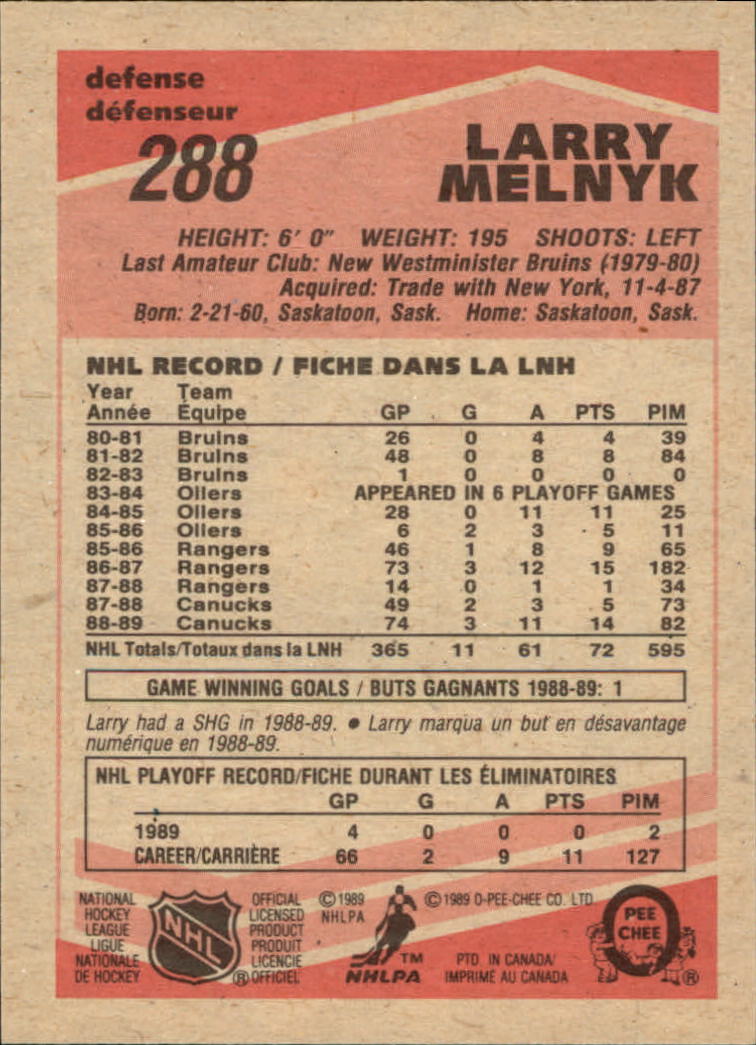 defense
défenseur
288
LARRY
MELNYK
HEIGHT: 6' 0" WEIGHT: 195 SHOOTS: LEFT
Last Amateur Club: New Westminister Bruins (1979-80)
Acquired: Trade with New York, 11-4-87
Born: 2-21-60, Saskatoon, Sask. Home: Saskatoon, Sask.
NHL RECORD / FICHE DANS LA LNH
Year Team
Année Équipe GP G A PTS PIM
80-81 Bruins 26 0 4 4 39
81-82 Bruins 48 0 8 8 84
82-83 Bruins 1 0 0 0 0
83-84 Oilers APPEARED IN 6 PLAYOFF GAMES
84-85 Oilers 28 0 11 11 25
85-86 Oilers 6 2 3 5 11
85-86 Rangers 46 1 8 9 65
86-87 Rangers 73 3 12 15 182
87-88 Rangers 14 0 1 1 34
87-88 Canucks 49 2 3 5 73
88-89 Canucks 74 3 11 14 82
NHL Totals/Totaux dans la LNH 365 11 61 72 595
GAME WINNING GOALS / BUTS GAGNANTS 1988-89: 1
Larry had a SHG in 1988-89. • Larry marqua un but en désavantage
numérique en 1988-89.
NHL PLAYOFF RECORD/FICHE DURANT LES ÉLIMINATOIRES
GP G A PTS PIM
1989 4 0 0 0 2
CAREER/CARRIÈRE 66 2 9 11 127
NATIONAL
HOCKEY
LEAGUE
LIGUE
NATIONALE
DE HOCKEY
NHL
®
OFFICIAL
LICENSED
PRODUCT
PRODUIT
LICENCIE
OFFICIEL
© 1989
NHLPA
TM
NHLPA
© 1989 O-PEE-CHEE CO. LTD
PTD. IN CANADA/
IMPRIMÉ AU CANADA
PEE
CHEE
®